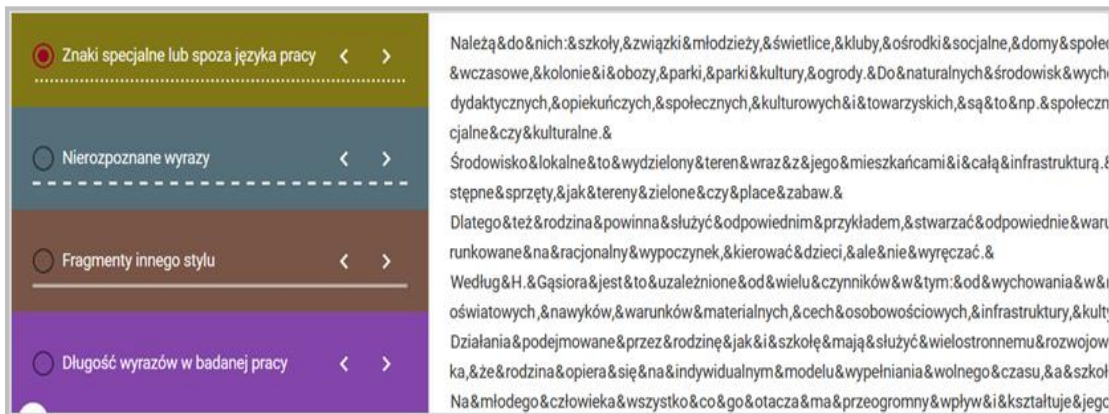 Znaki specjalne lub spoza języka pracy
Nierozpoznane wyrazy
Fragmenty innego stylu
Długość wyrazów w badanej pracy
Należą&do&nich:&szkoły,&związki&młodzieży,&świetlice,&kluby,&ośrodki&socjalne,&domy&społe
&wczasowe,&kolonie&i&obozy,&parki,&parki&kultury,&ogrody.&Do&naturalnych&środowisk&wych
dydaktycznych,&opiekuńczych,&społecznych,&kulturowych&i&towarzyskich,&są&to&np.&społeczn
cjalne&czy&kulturalne.&
Środowisko&lokalne&to&wydzielony&teren&wraz&z&jego&mieszkańcami&i&całą&infrastrukturą.&
stępne&sprzęty,&jak&tereny&zielone&czy&place&zabaw.&
Dlatego&też&rodzina&powinna&służyć&odpowiednim&przykładem,&stwarzać&odpowiednie&waru
runkowane&na&racjonalny&wypoczynek,&kierować&dzieci,&ale&nie&wyręczać.&
Według&H.&Gąsiora&jest&to&uzależnione&od&wielu&czynników&w&tym:&od&wychowania&w&r
oświatowych,&nawyków,&warunków&materialnych,&cech&osobowościowych,&infrastruktury,&kult
Działania&podejmowane&przez&rodzinę&jak&i&szkołę&mają&służyć&wielostronnemu&rozwojow
ka,&że&rodzina&opiera&się&na&indywidualnym&modelu&wypełniania&wolnego&czasu,&a&szkoł
Na&młodego&człowieka&wszystko&co&go&otacza&ma&przeogromny&wpływ&i&kształtuje&jego